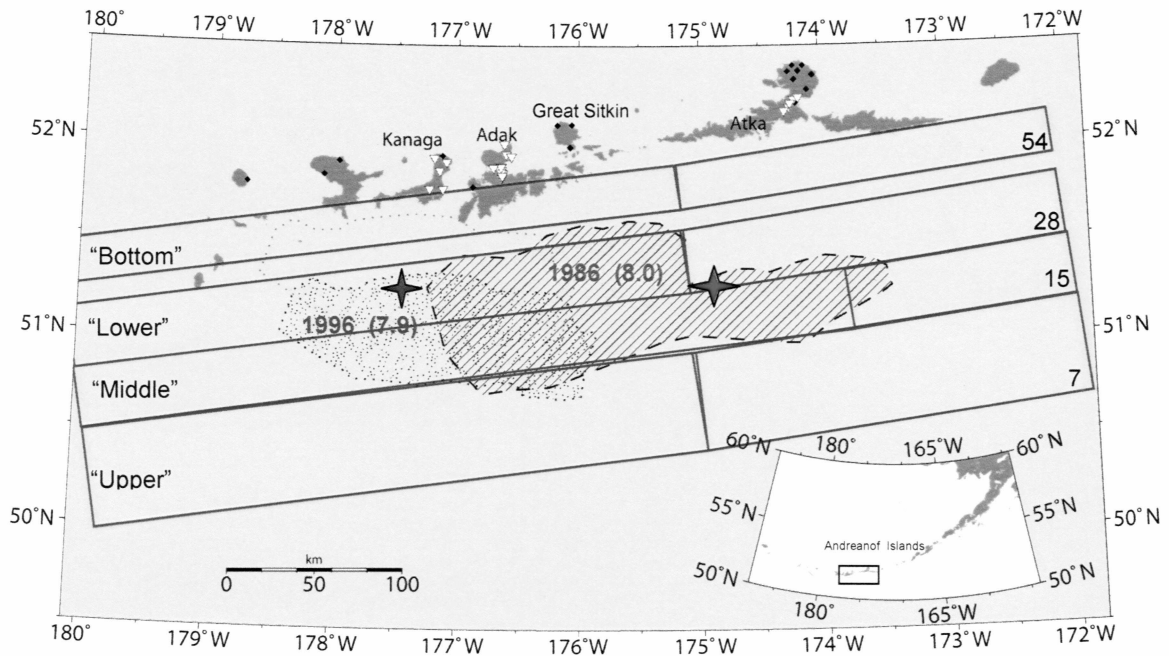 180° 179°W 178°W 177°W 176°W 175°W 174°W 173°W 172°W
52°N 52°N
Great Sitkin
Kanaga Adak Atka
54
"Bottom"
28
1986 (8.0)
15
51°N 51°N
"Lower" 1996 (7.9)
"Middle"
7
"Upper"
60°N 180° 165°W 60°N
50°N 50°N
55°N 55°N
Andreanof Islands
50°N 50°N
180° 165°W
km
0 50 100
180° 179°W 178°W 177°W 176°W 175°W 174°W 173°W 172°W